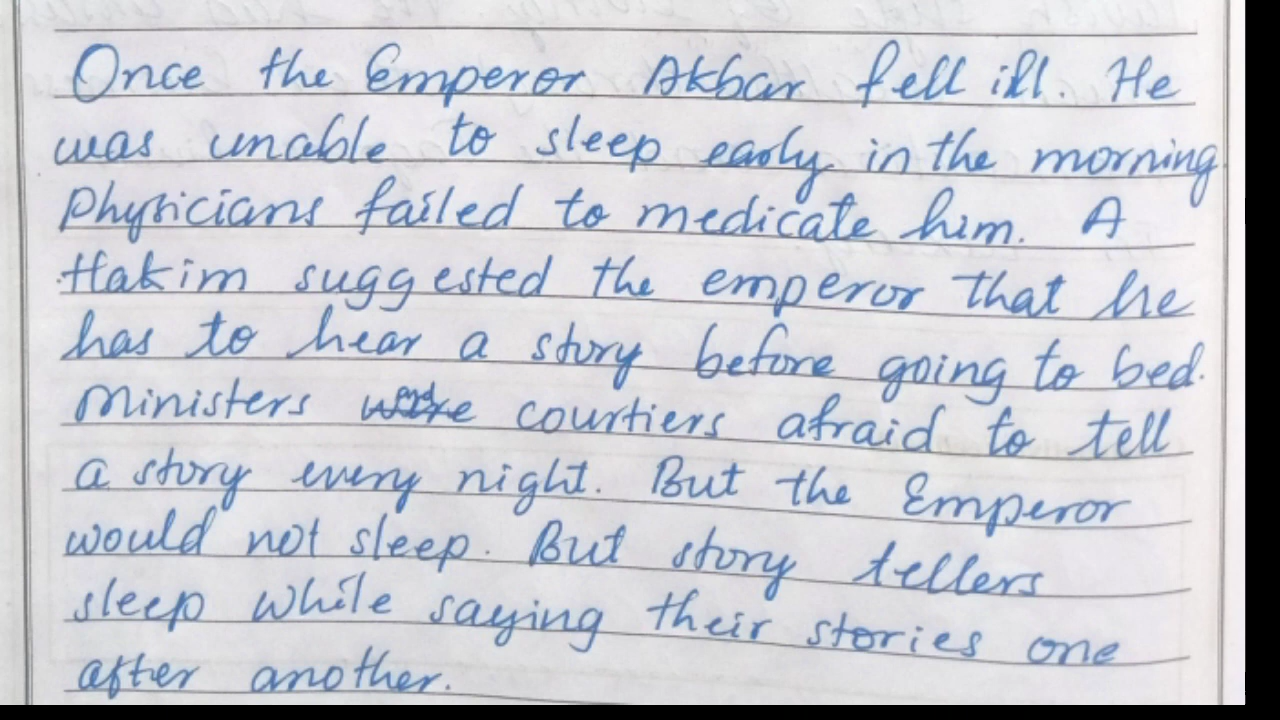 Once the Emperor Akbar fell ill. He
was unable to sleep early in the morning
Physicians failed to medicate him. A
Hakim suggested the emperor that he
has to hear a story before going to bed.
Ministers were courtiers afraid to tell
a story every night. But the Emperor
would not sleep. But story tellers
sleep while saying their stories one
after another.